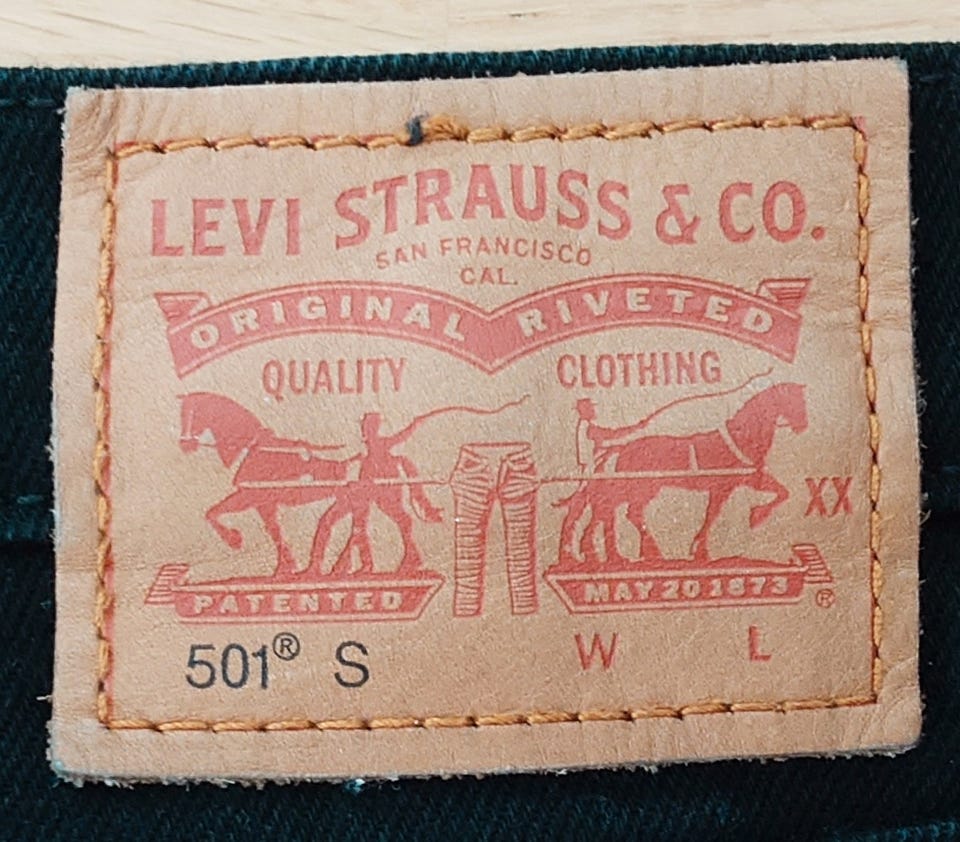 LEVI STRAUSS & CO.
SAN FRANCISCO
CAL.
ORIGINAL RIVETED
QUALITY CLOTHING
XX
PATENTED MAY 20 1873 ®
501® S W L